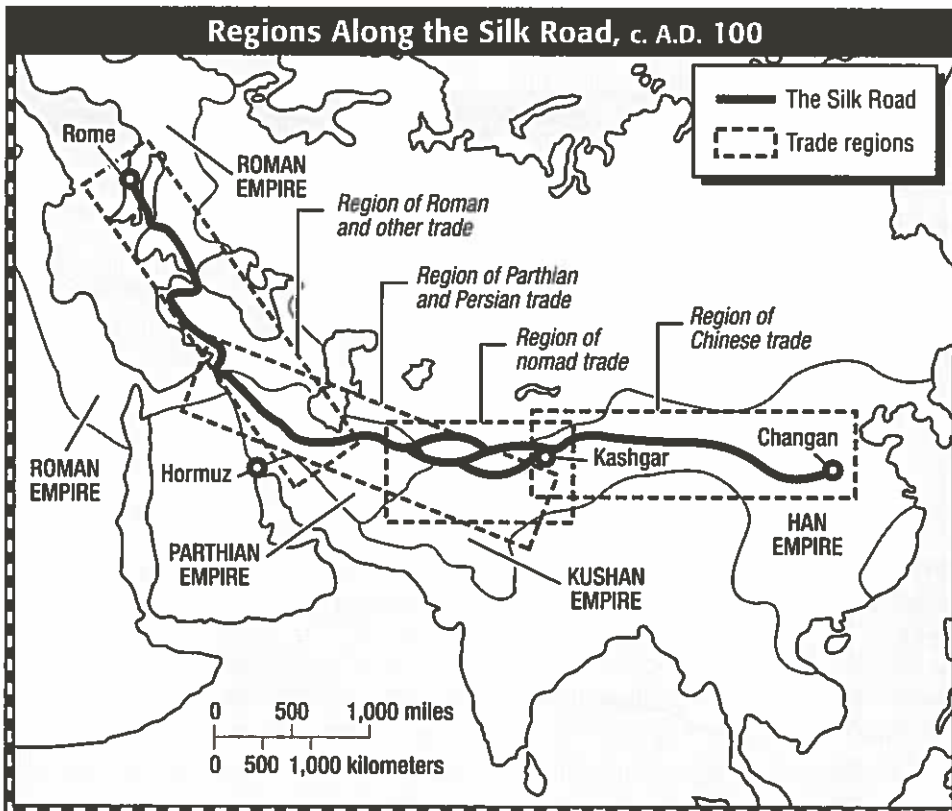 Regions Along the Silk Road, c. A.D. 100
The Silk Road
Trade regions
Rome
ROMAN
EMPIRE
Region of Roman
and other trade
Region of Parthian
and Persian trade
Region of
nomad trade
Region of
Chinese trade
Changan
Kashgar
ROMAN
EMPIRE
Hormuz
HAN
EMPIRE
PARTHIAN
EMPIRE
KUSHAN
EMPIRE
0 500 1,000 miles
0 500 1,000 kilometers